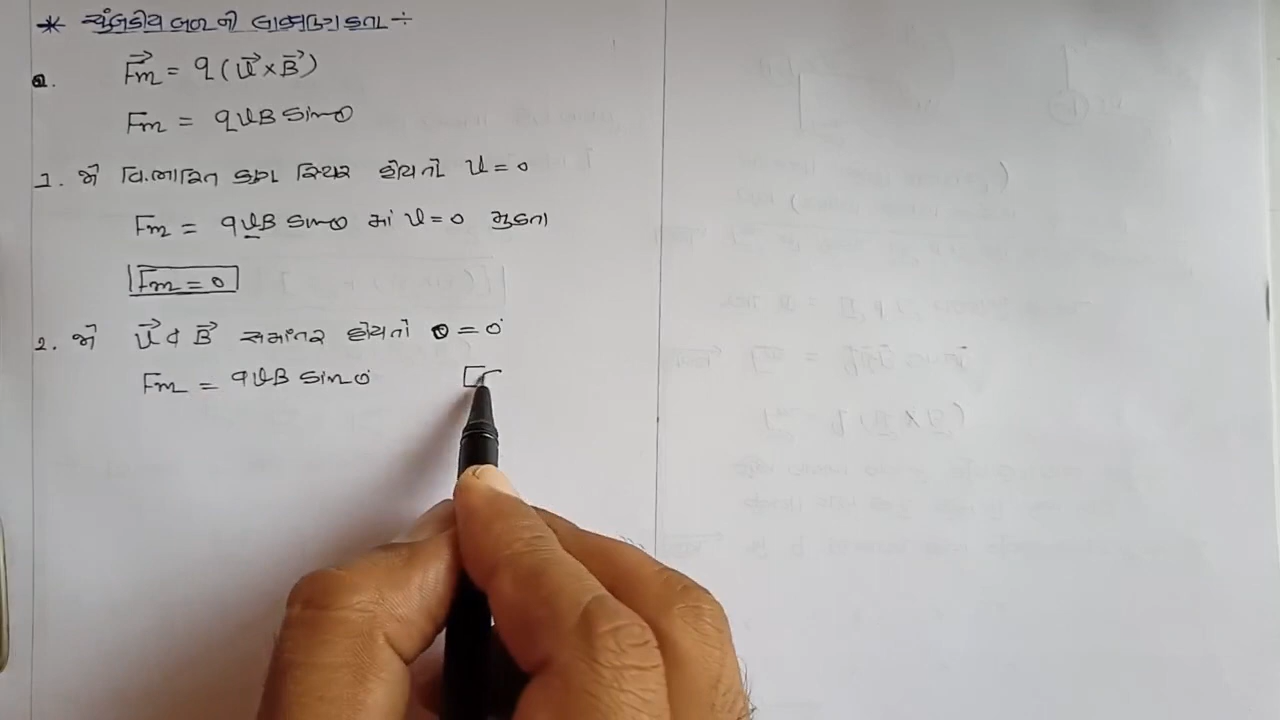 * ચુંબકીય બળની લાક્ષણિકતા ÷
a. F⃗m = q (v⃗ × B⃗)
Fm = qvB sinθ
1. જો વિ.ભારિત કણ સ્થિર હોય તો v = 0
Fm = qvB sinθ માં v = 0 મુકતા
Fm = 0
2. જો v⃗ ∥ B⃗ સમાંતર હોય તો θ = 0°
Fm = qvB sin0°